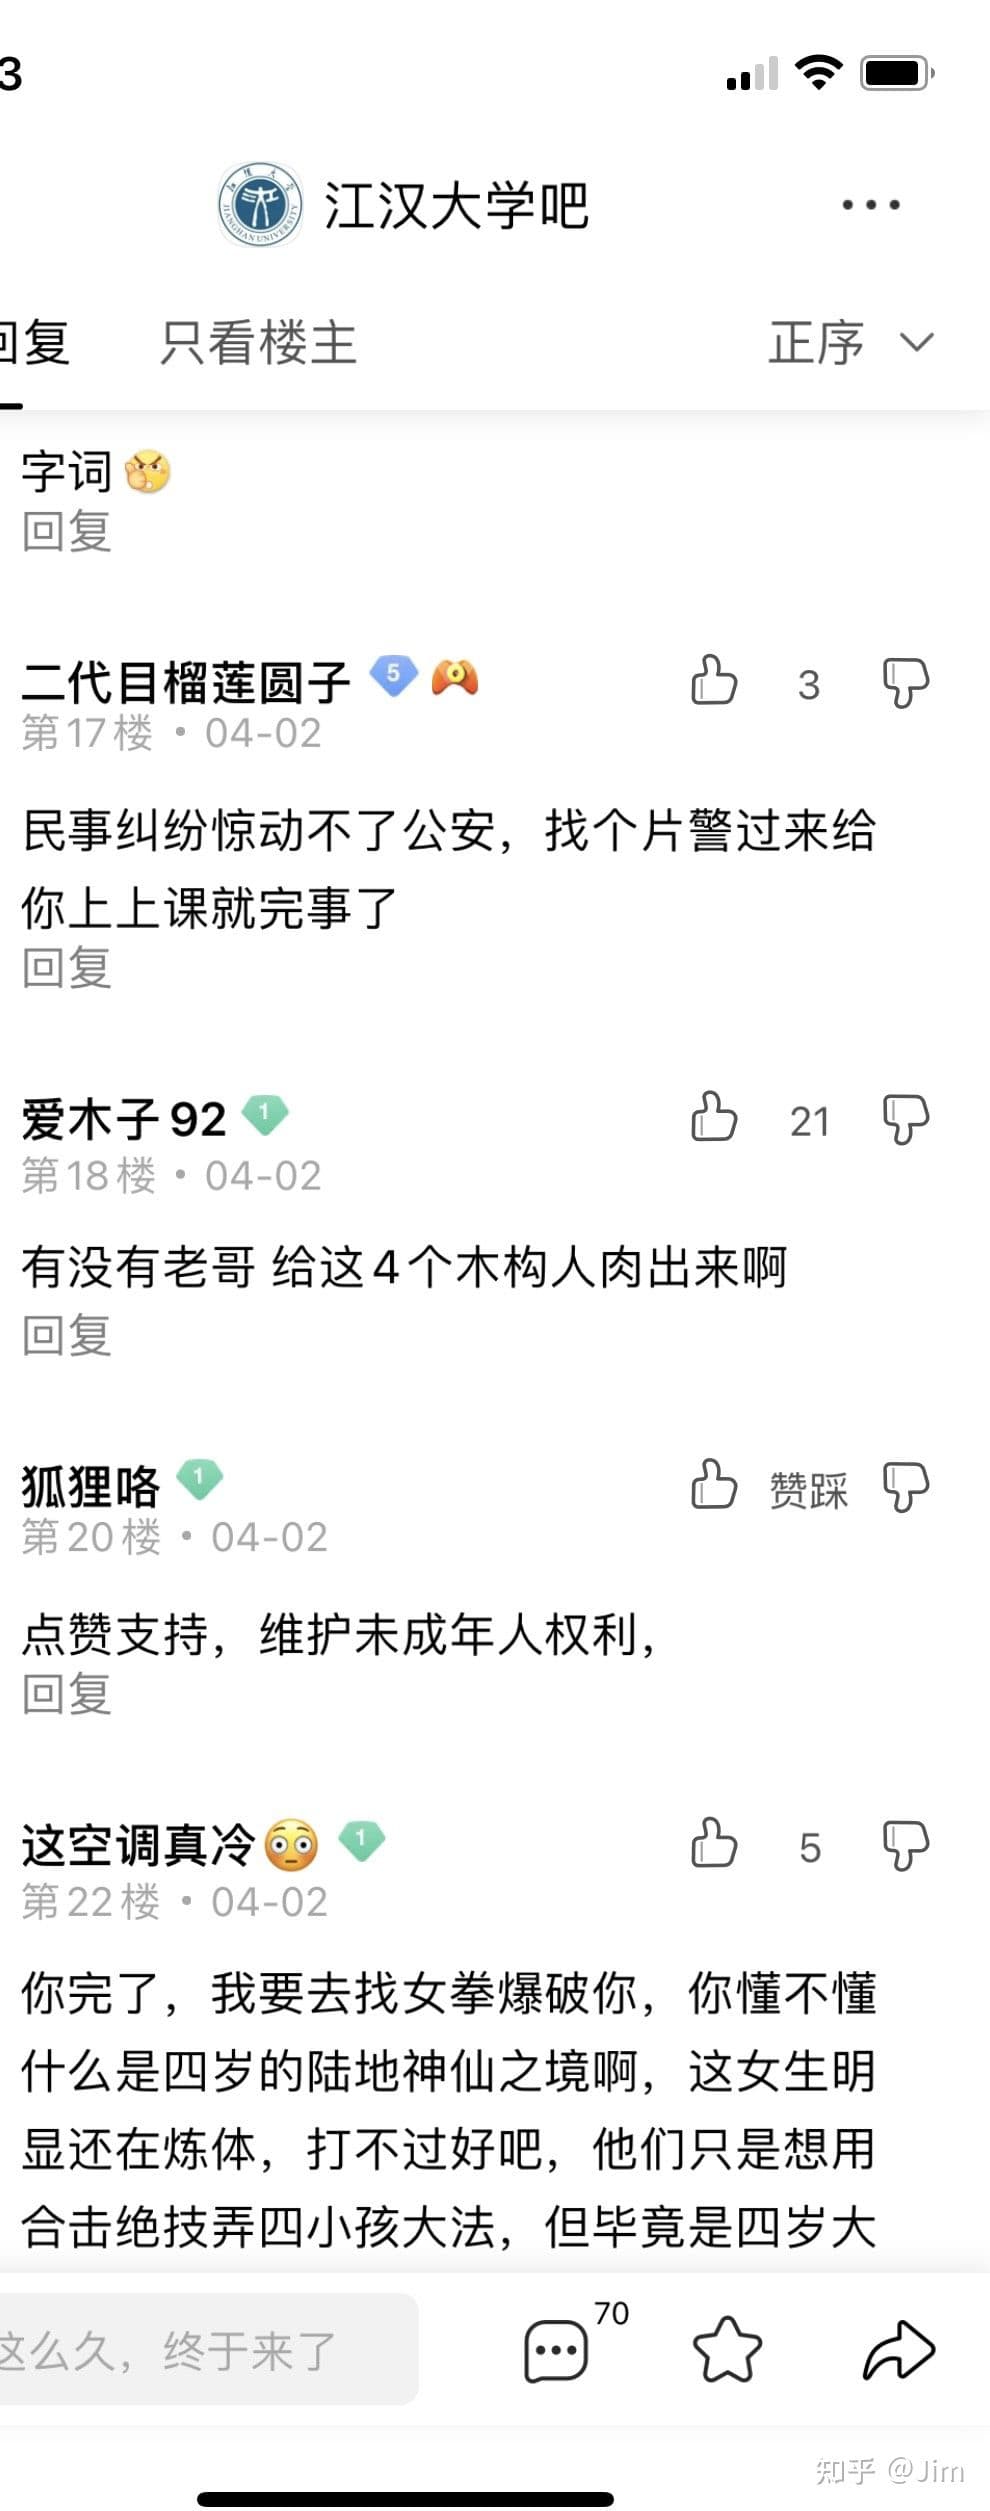 3
江汉大学吧
回复 只看楼主 正序
字词
回复
二代目榴莲圆子 5 3
第17楼 · 04-02
民事纠纷惊动不了公安，找个片警过来给
你上上课就完事了
回复
爱木子92 1 21
第18楼 · 04-02
有没有老哥 给这4个木构人肉出来啊
回复
狐狸咯 1 赞踩
第20楼 · 04-02
点赞支持，维护未成年人权利，
回复
这空调真冷😳 1 5
第22楼 · 04-02
你完了，我要去找女拳爆破你，你懂不懂
什么是四岁的陆地神仙之境啊，这女生明
显还在炼体，打不过好吧，他们只是想用
合击绝技弄四小孩大法，但毕竟是四岁大
这么久，终于来了 70
知乎 @Jim